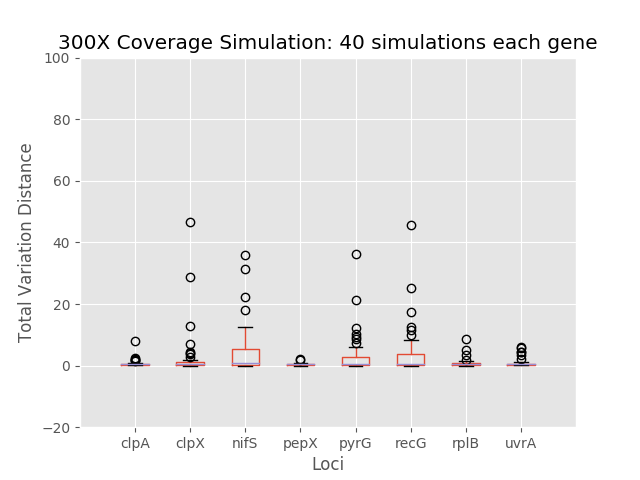 300X Coverage Simulation: 40 simulations each gene
100
80
60
40
20
0
−20
Total Variation Distance
clpA clpX nifS pepX pyrG recG rplB uvrA
Loci